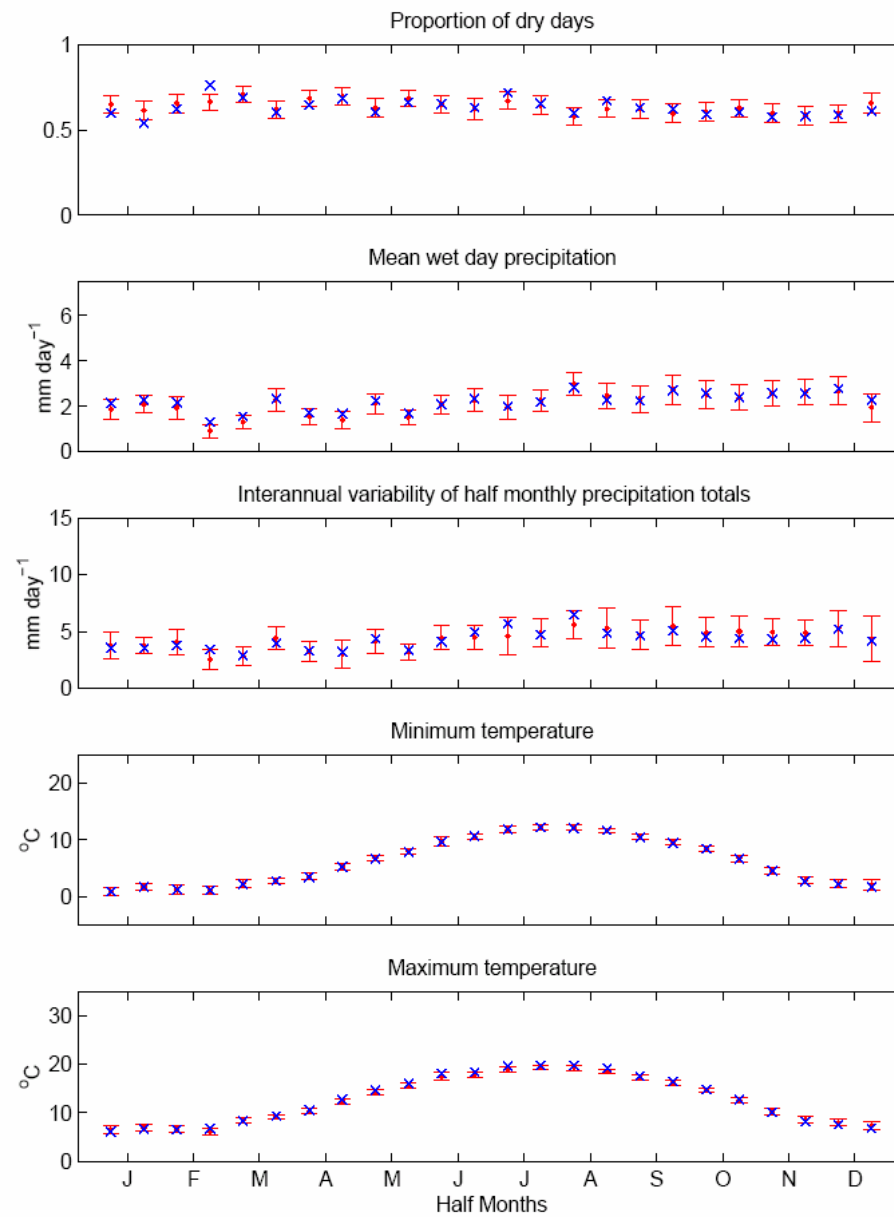 Proportion of dry days
1
0.5
0
Mean wet day precipitation
6
4
2
0
mm day⁻¹
Interannual variability of half monthly precipitation totals
15
10
5
0
mm day⁻¹
Minimum temperature
20
10
0
°C
Maximum temperature
30
20
10
0
°C
J F M A M J J A S O N D
Half Months